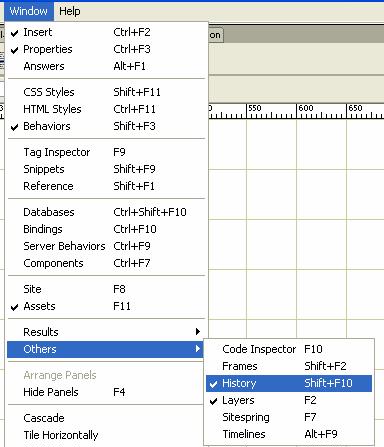 Window Help
Insert Ctrl+F2
Properties Ctrl+F3
Answers Alt+F1
on
CSS Styles Shift+F11
HTML Styles Ctrl+F11
Behaviors Shift+F3
550 600 650
Tag Inspector F9
Snippets Shift+F9
Reference Shift+F1
Databases Ctrl+Shift+F10
Bindings Ctrl+F10
Server Behaviors Ctrl+F9
Components Ctrl+F7
Site F8
Assets F11
Results
Others
Code Inspector F10
Frames Shift+F2
History Shift+F10
Layers F2
Sitespring F7
Timelines Alt+F9
Arrange Panels
Hide Panels F4
Cascade
Tile Horizontally